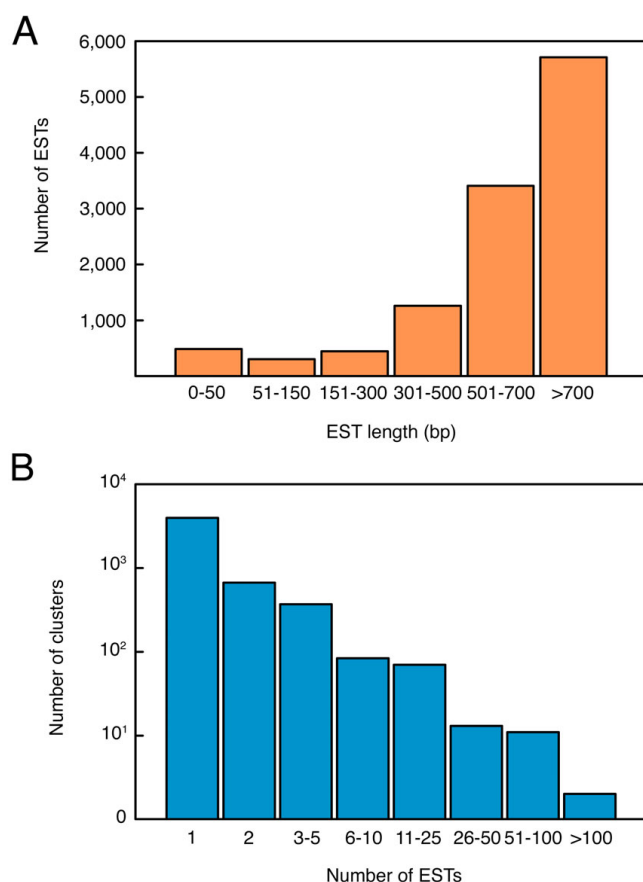 A
6,000
5,000
4,000
3,000
2,000
1,000
Number of ESTs
0-50 51-150 151-300 301-500 501-700 >700
EST length (bp)
B
10⁴
10³
10²
10¹
0
Number of clusters
1 2 3-5 6-10 11-25 26-50 51-100 >100
Number of ESTs